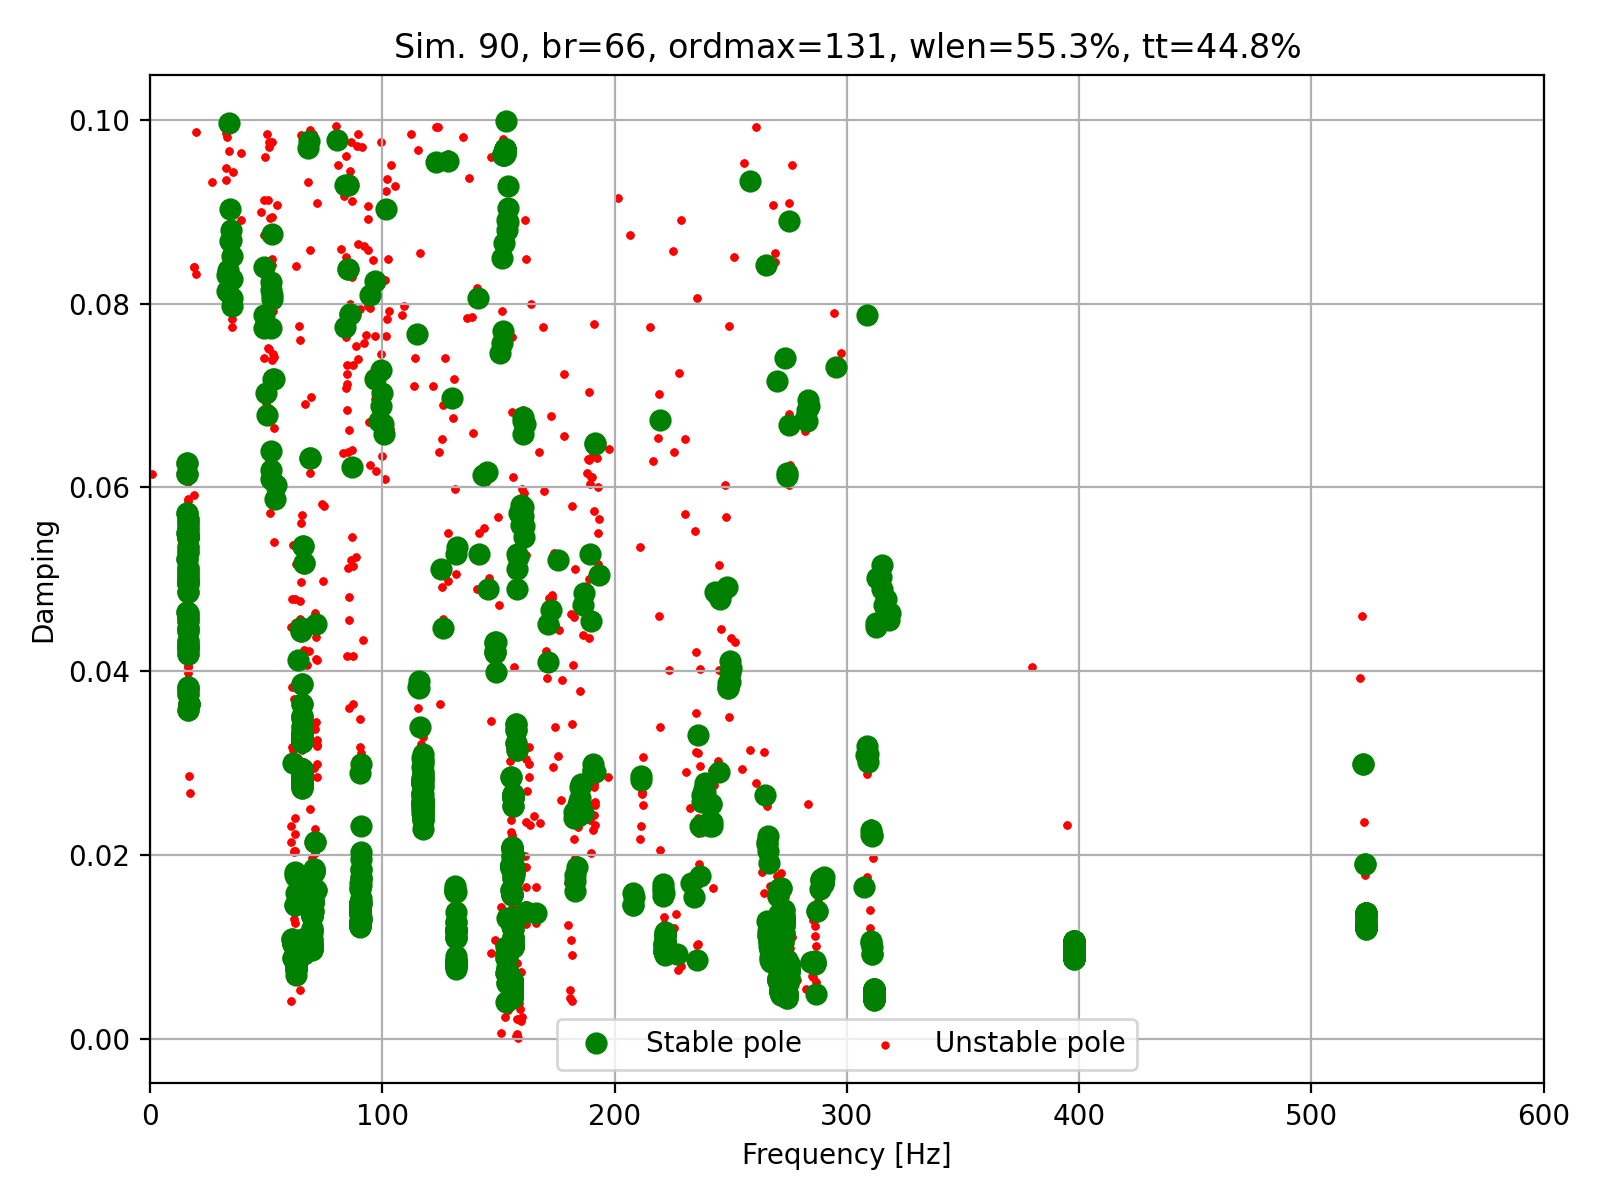 Sim. 90, br=66, ordmax=131, wlen=55.3%, tt=44.8%
0.10
0.08
0.06
0.04
0.02
0.00
Damping
Stable pole
Unstable pole
0
100
200
300
400
500
600
Frequency [Hz]